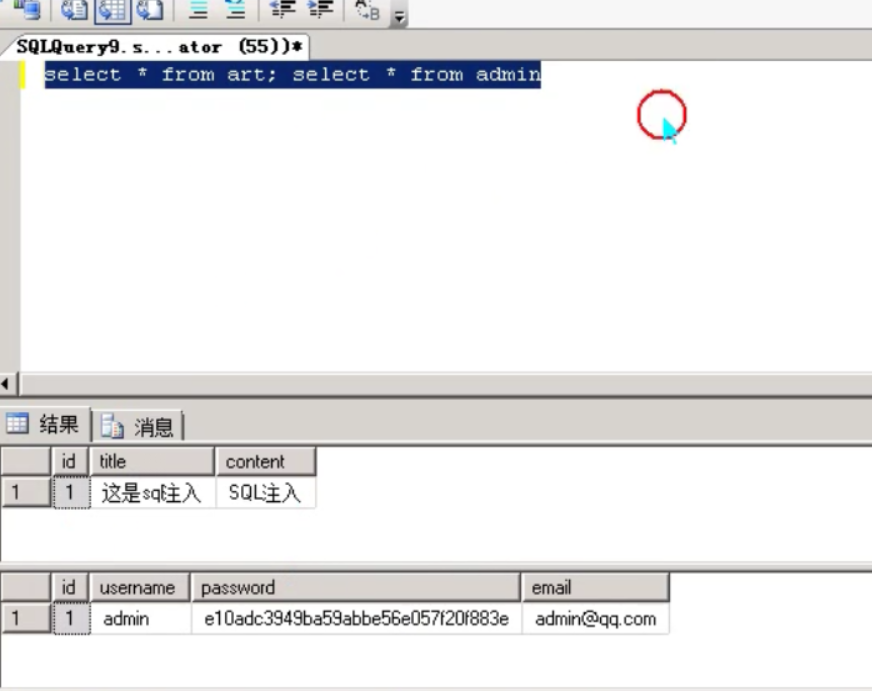 SQLQuery9.s...ator (55))*
select * from art; select * from admin
结果 消息
id title content
1 1 这是sql注入 SQL注入
id username password email
1 1 admin e10adc3949ba59abbe56e057f20f883e admin@qq.com